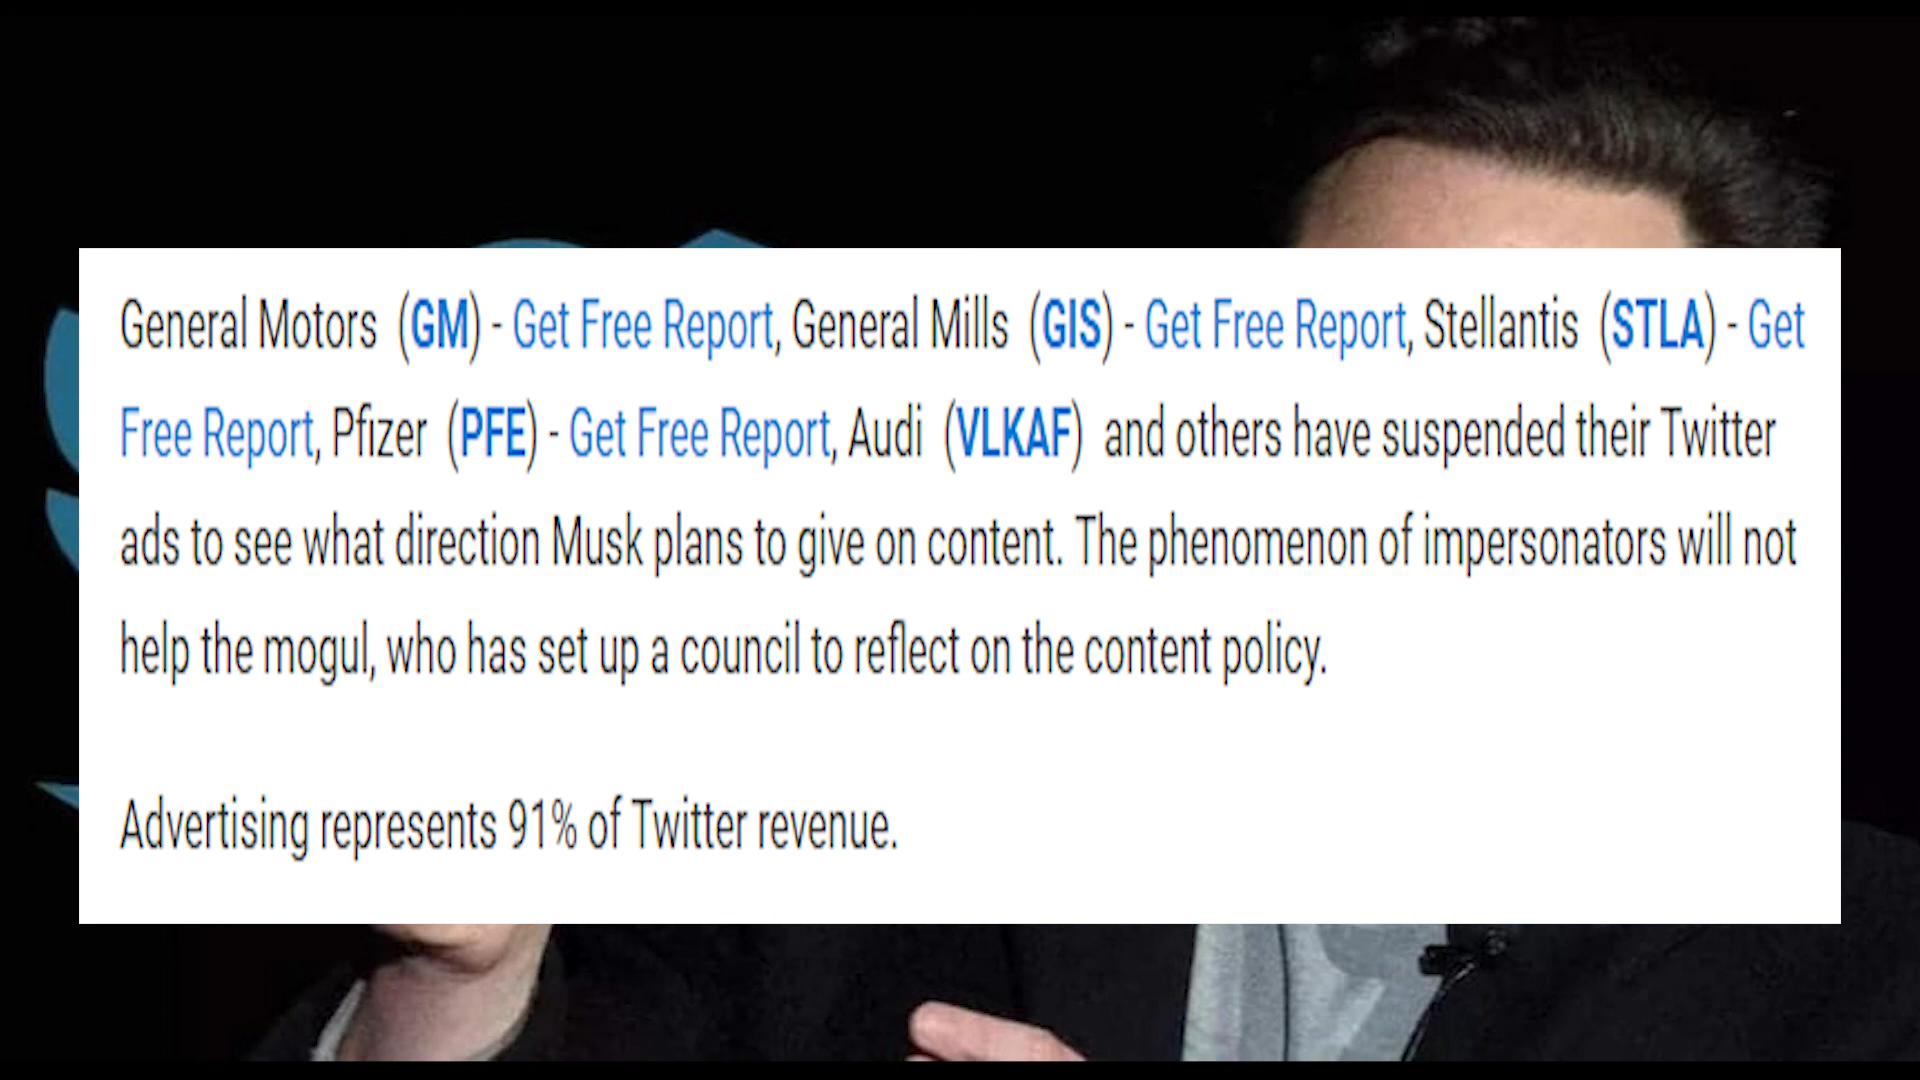 General Motors (GM) - Get Free Report, General Mills (GIS) - Get Free Report, Stellantis (STLA) - Get
Free Report, Pfizer (PFE) - Get Free Report, Audi (VLKAF) and others have suspended their Twitter
ads to see what direction Musk plans to give on content. The phenomenon of impersonators will not
help the mogul, who has set up a council to reflect on the content policy.
Advertising represents 91% of Twitter revenue.